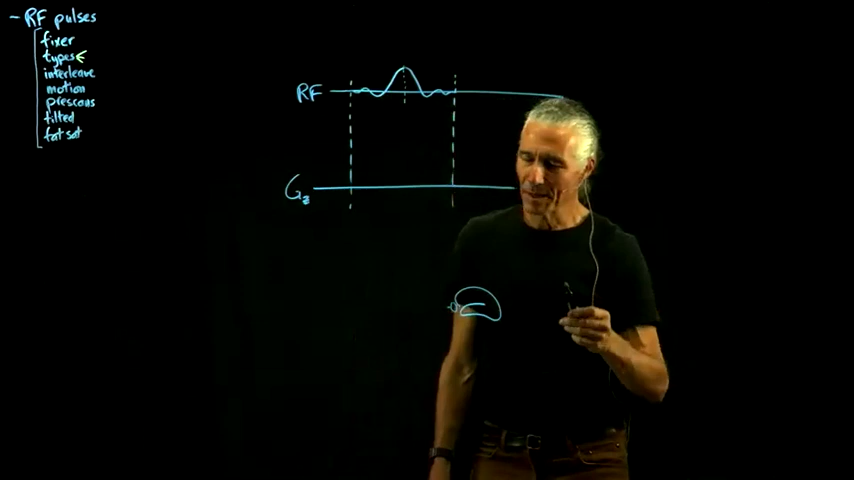 - RF pulses
fixer
types
interleave
motion
prescans
tilted
fat sat
RF
Gz